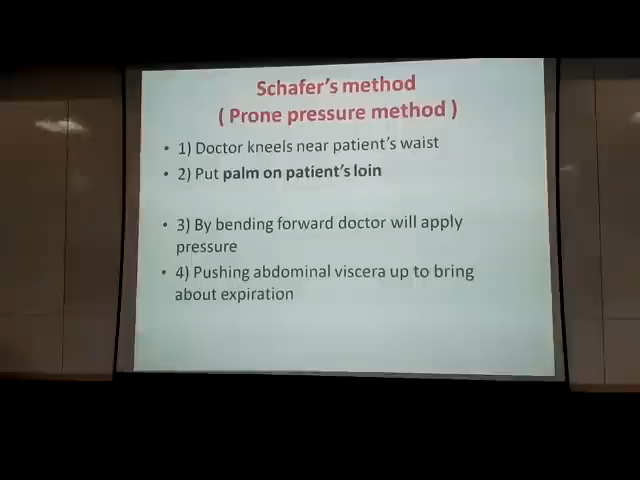 Schafer's method
( Prone pressure method )
• 1) Doctor kneels near patient's waist
• 2) Put palm on patient's loin
• 3) By bending forward doctor will apply
pressure
• 4) Pushing abdominal viscera up to bring
about expiration